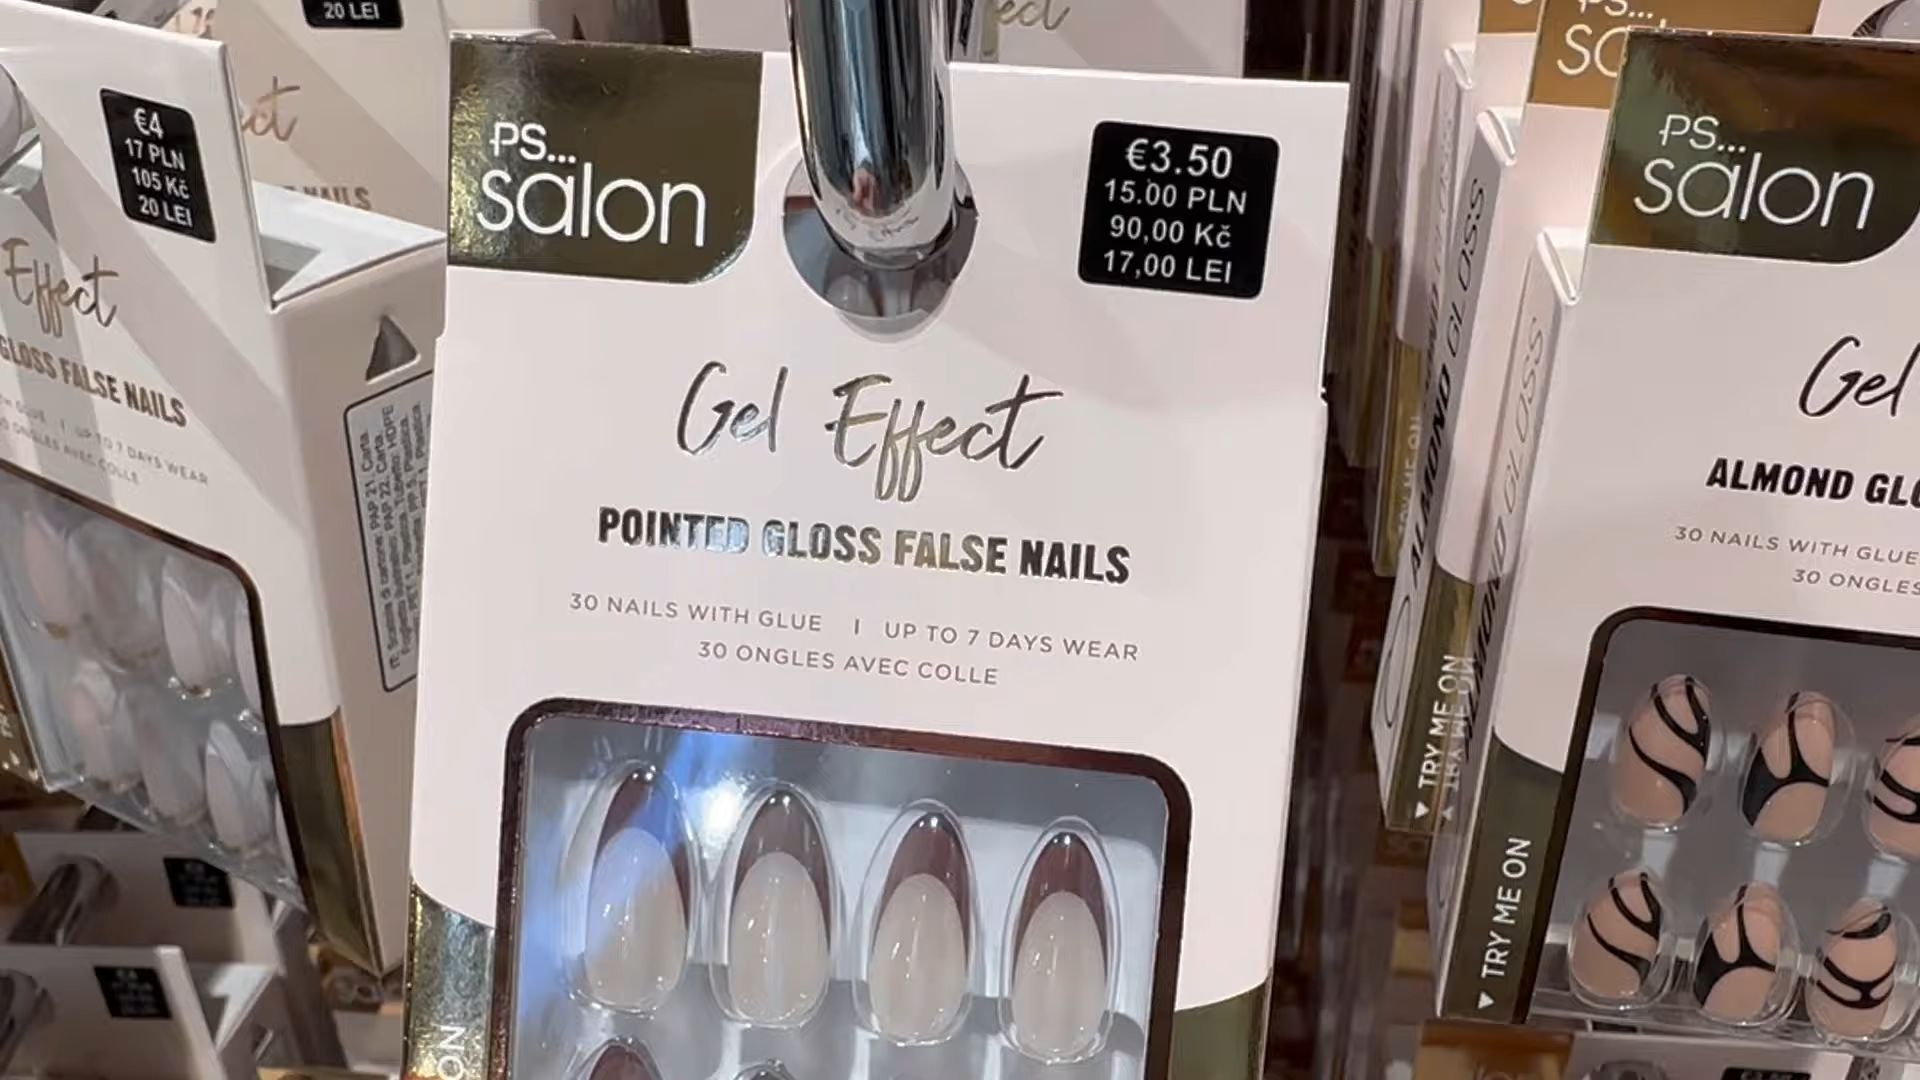 20 LEI
€4
17 PLN
105 Kč
20 LEI
Effect
GLOSS FALSE NAILS
UP TO 7 DAYS WEAR
ONGLES AVEC COLLE
PS...
salon
€3.50
15.00 PLN
90,00 Kč
17,00 LEI
Gel Effect
POINTED GLOSS FALSE NAILS
30 NAILS WITH GLUE I UP TO 7 DAYS WEAR
30 ONGLES AVEC COLLE
PS...
salon
Gel
ALMOND GLO
30 NAILS WITH GLUE
30 ONGLES
ALMOND GLOSS
TRY ME ON
TRY ME ON